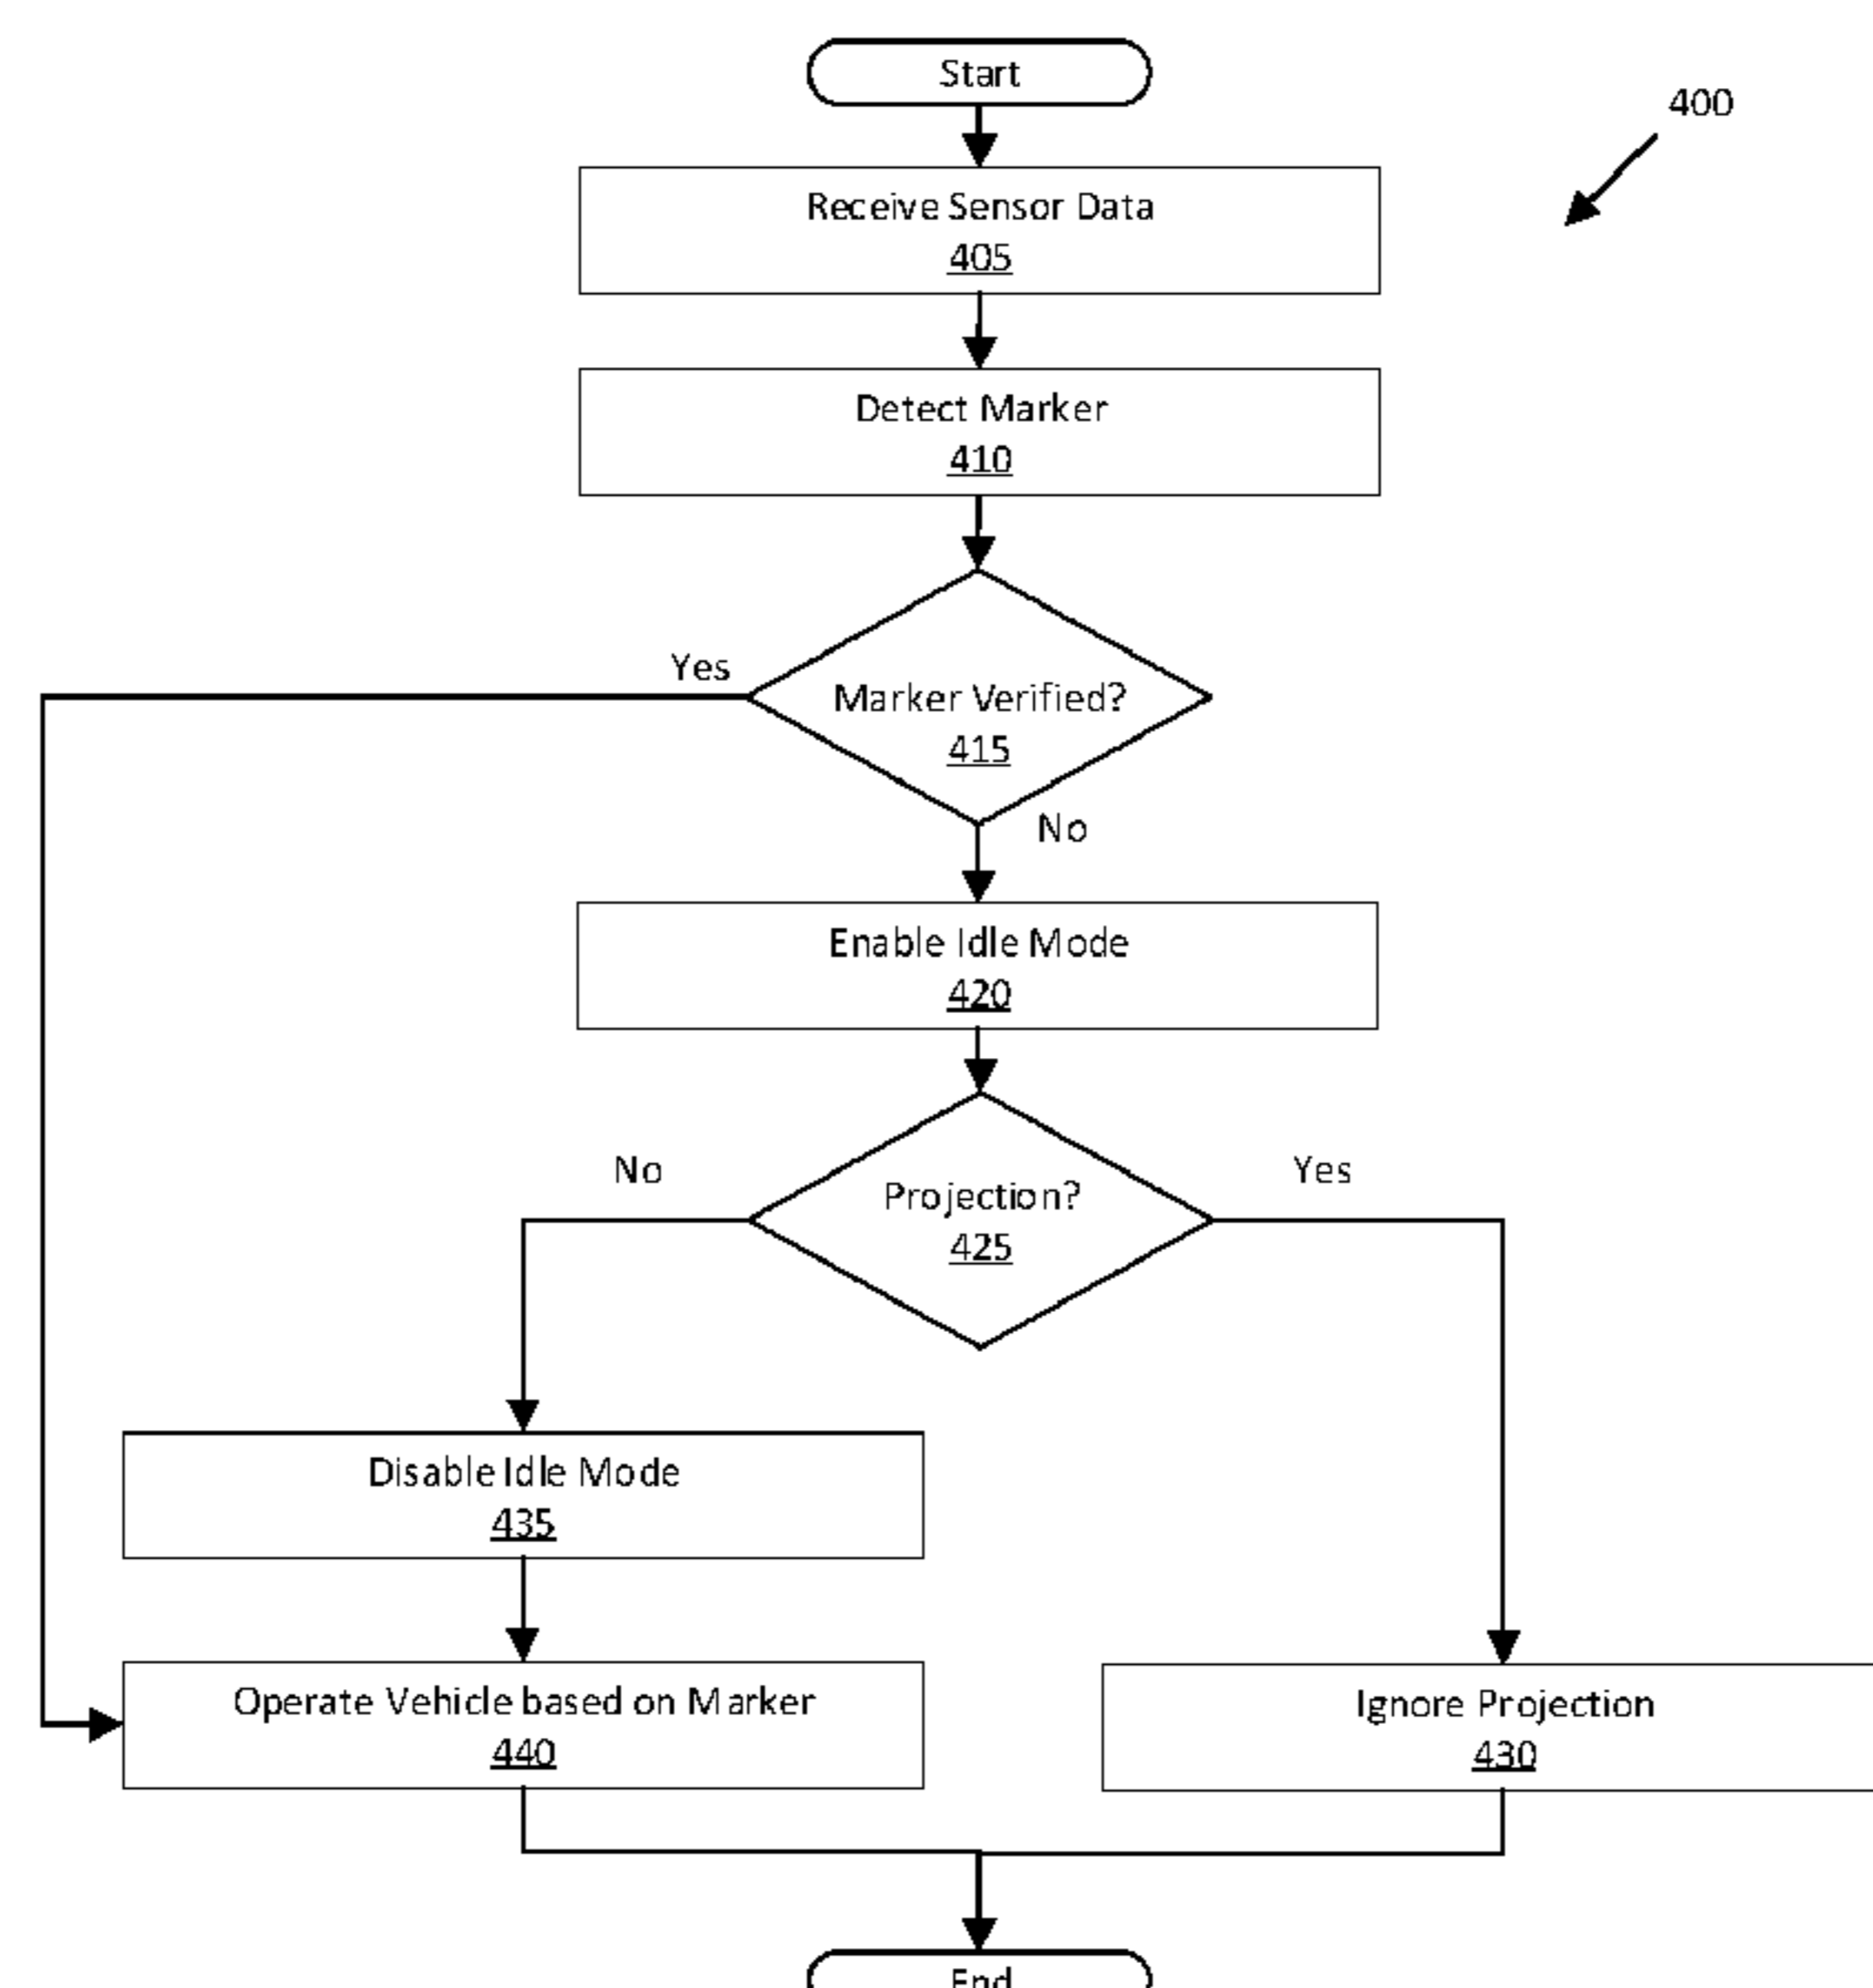 Start
400
Receive Sensor Data
405
Detect Marker
410
Yes
Marker Verified?
415
No
Enable Idle Mode
420
No
Yes
Projection?
425
Disable Idle Mode
435
Operate Vehicle based on Marker
440
Ignore Projection
430
End